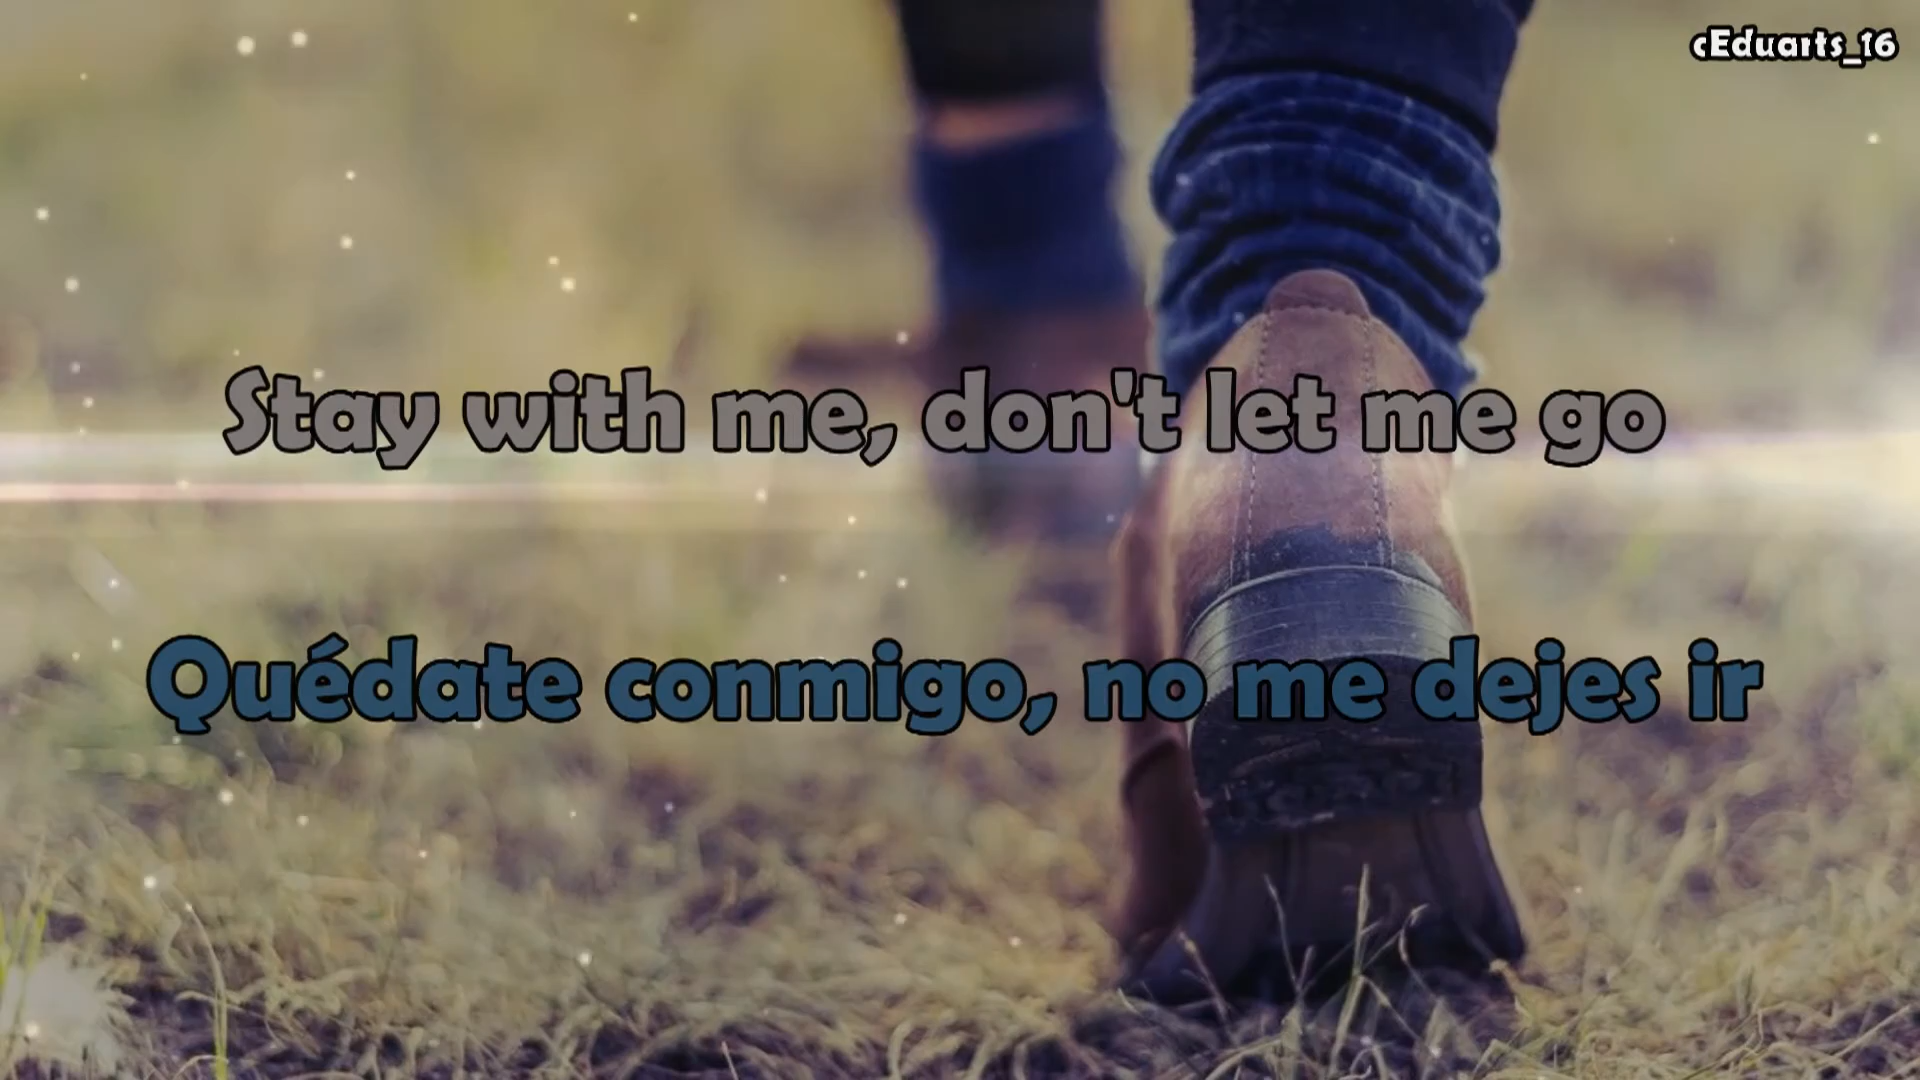 cEduarts_16
Stay with me, don't let me go
Quédate conmigo, no me dejes ir